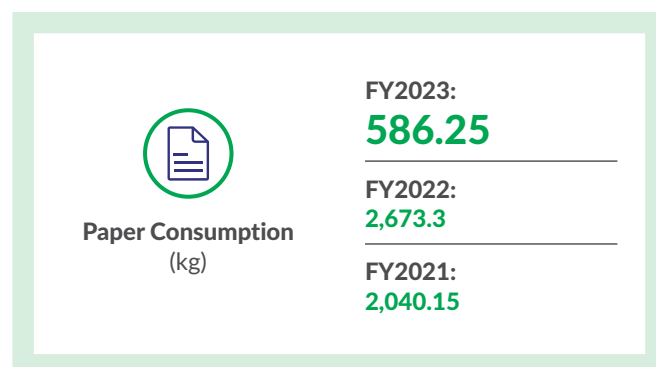 Paper Consumption
(kg)
FY2023:
586.25
FY2022:
2,673.3
FY2021:
2,040.15